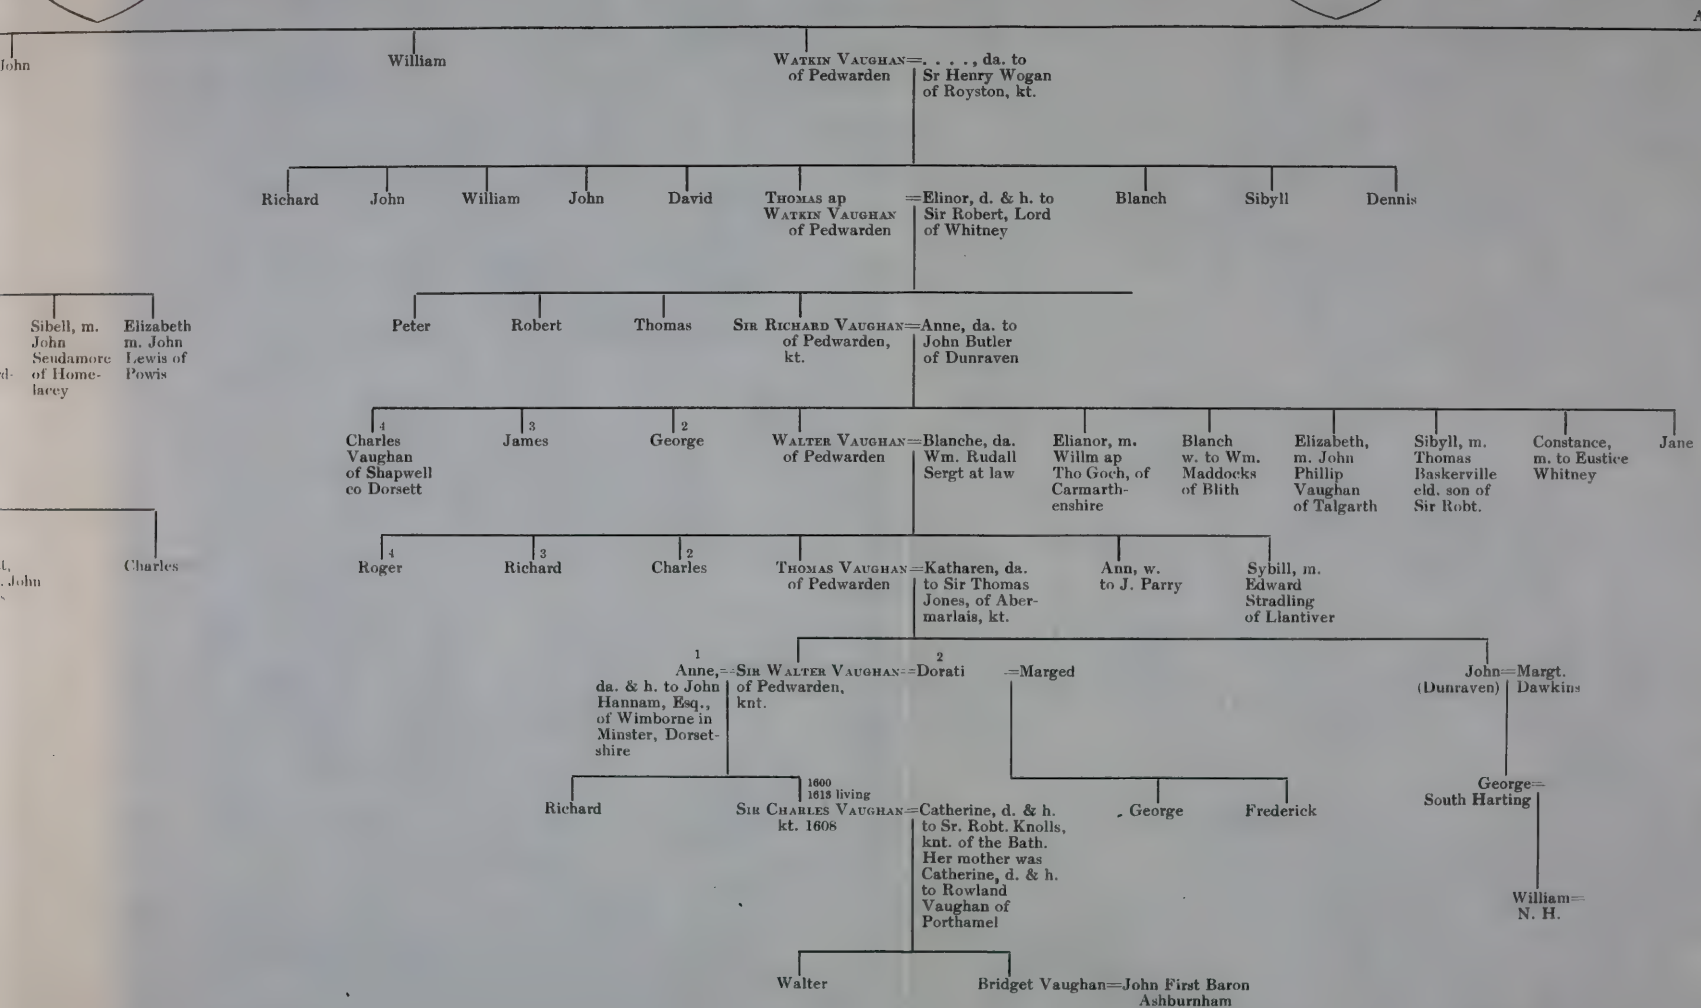 John
William
WATKIN VAUGHAN=. . . ., da. to
of Pedwarden
Sr Henry Wogan
of Royston, kt.
Richard
John
William
John
David
THOMAS ap
WATKIN VAUGHAN
of Pedwarden
=Elinor, d. & h. to
Sir Robert, Lord
of Whitney
Blanch
Sibyll
Dennis
Sibell, m.
John
Seudamore
of Home-
lacey
Elizabeth
m. John
Lewis of
Powis
Peter
Robert
Thomas
SIR RICHARD VAUGHAN=Anne, da. to
of Pedwarden,
kt.
John Butler
of Dunraven
4
Charles
Vaughan
of Shapwell
co Dorsett
3
James
2
George
WALTER VAUGHAN=Blanche, da.
of Pedwarden
Wm. Rudall
Sergt at law
Elianor, m.
Willm ap
Tho Goch, of
Carmarth-
enshire
Blanch
w. to Wm.
Maddocks
of Blith
Elizabeth,
m. John
Phillip
Vaughan
of Talgarth
Sibyll, m.
Thomas
Baskerville
eld. son of
Sir Robt.
Constance,
m. to Eustice
Whitney
Jane
John
Charles
4
Roger
3
Richard
2
Charles
THOMAS VAUGHAN=Katharen, da.
of Pedwarden
to Sir Thomas
Jones, of Aber-
marlais, kt.
Ann, w.
to J. Parry
Sybill, m.
Edward
Stradling
of Llantiver
1
Anne,=SIR WALTER VAUGHAN=Dorati
2
da. & h. to John
Hannam, Esq.,
of Wimborne in
Minster, Dorset-
shire
of Pedwarden,
knt.
=Marged
John=Margt.
(Dunraven)
Dawkins
Richard
1600
1618 living
SIR CHARLES VAUGHAN=Catherine, d. & h.
kt. 1608
to Sr. Robt. Knolls,
knt. of the Bath.
Her mother was
Catherine, d. & h.
to Rowland
Vaughan of
Porthamel
George
Frederick
George=
South Harting
William=
N. H.
Walter
Bridget Vaughan=John First Baron
Ashburnham